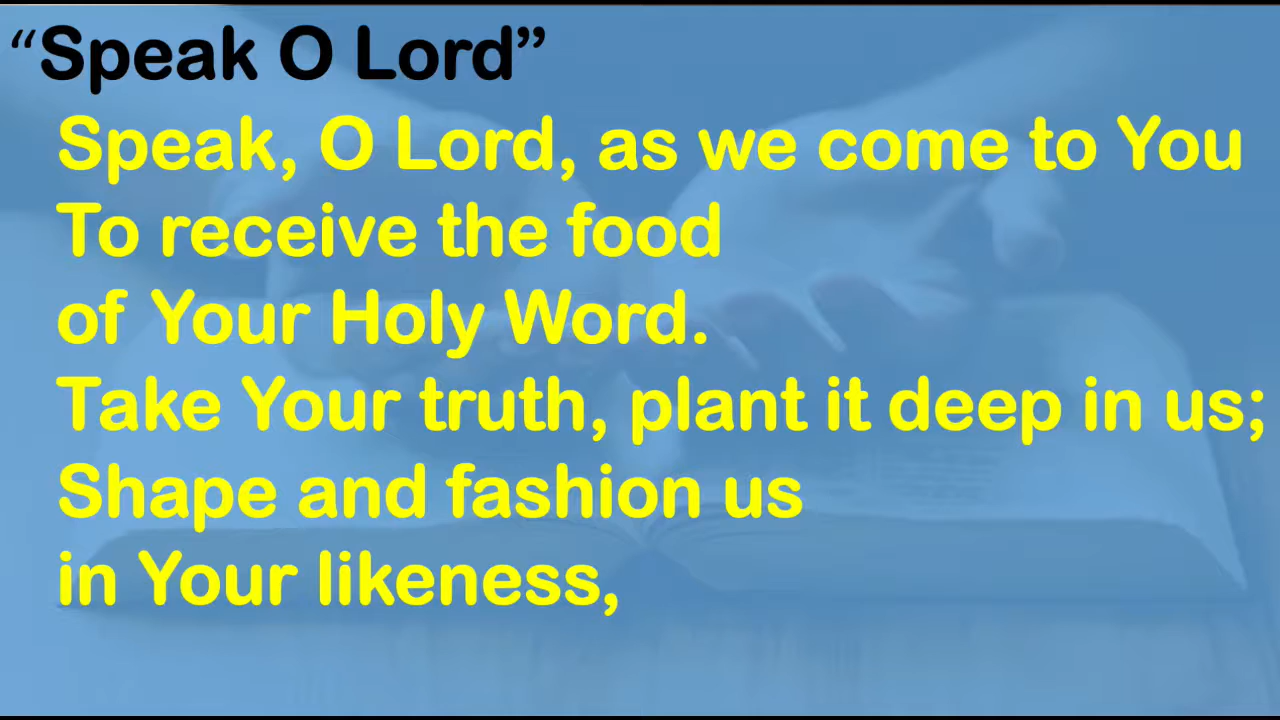 “Speak O Lord”
Speak, O Lord, as we come to You
To receive the food
of Your Holy Word.
Take Your truth, plant it deep in us;
Shape and fashion us
in Your likeness,